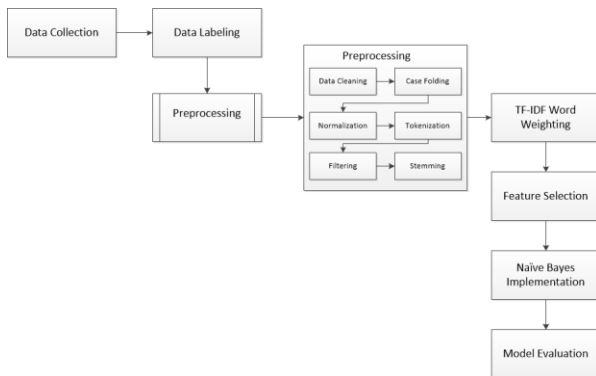 Data Collection
Data Labeling
Preprocessing
Preprocessing
Data Cleaning
Case Folding
Normalization
Tokenization
Filtering
Stemming
TF-IDF Word
Weighting
Feature Selection
Naïve Bayes
Implementation
Model Evaluation